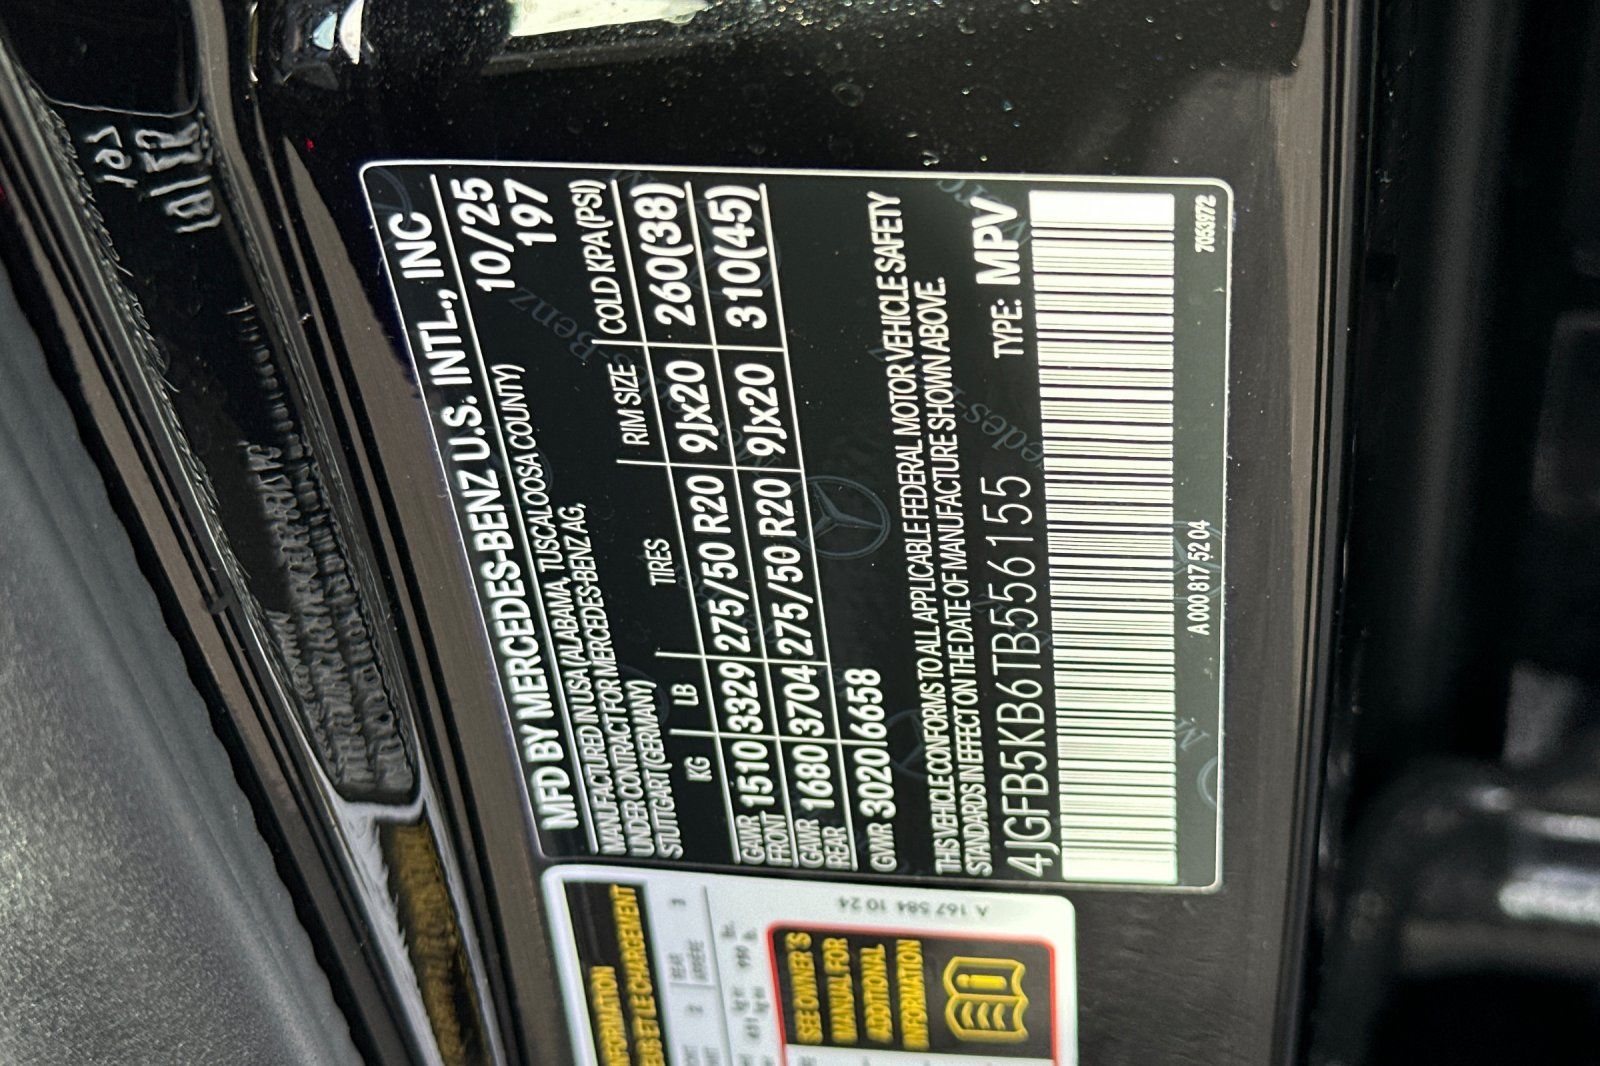 MFD BY MERCEDES-BENZ U.S. INTL., INC
MANUFACTURED IN USA (ALABAMA, TUSCALOOSA COUNTY) 10/25
UNDER CONTRACT FOR MERCEDES-BENZ AG, 197
STUTTGART (GERMANY)
KG LB TIRES RIM SIZE COLD KPA (PSI)
GAWR FRONT 1510 3329 275/50 R20 9Jx20 260(38)
GAWR REAR 1680 3704 275/50 R20 9Jx20 310(45)
GVWR 3020 6658
THIS VEHICLE CONFORMS TO ALL APPLICABLE FEDERAL MOTOR VEHICLE SAFETY
STANDARDS IN EFFECT ON THE DATE OF MANUFACTURE SHOWN ABOVE.
4JGFB5KB6TB556155 TYPE: MPV
A 000 817 52 04 7053972
A 167 584 10 24
INFORMATION
ET LE CHARGEMENT
2 REAR 3
ARRIÈRE
SEE OWNER'S
MANUAL FOR
ADDITIONAL
INFORMATION